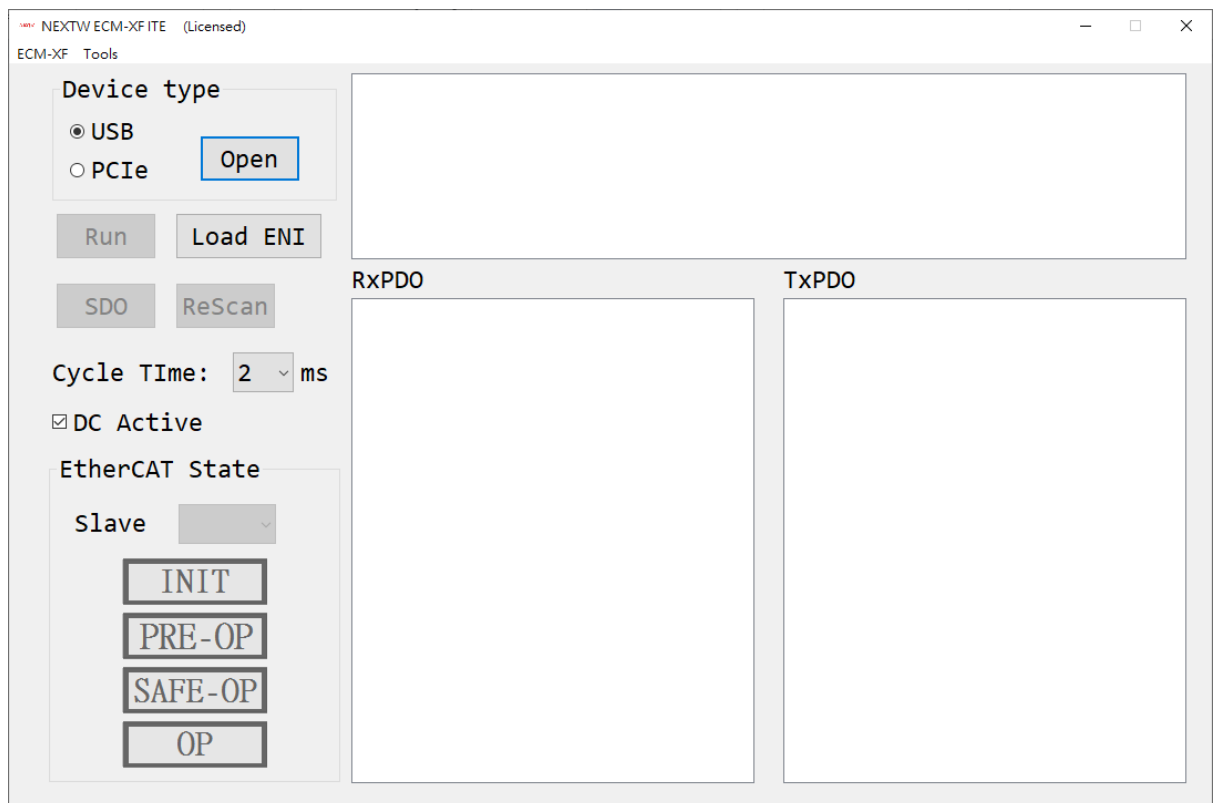 NEXTW ECM-XF ITE (Licensed)
ECM-XF Tools
Device type
USB
PCIe
Open
Run
Load ENI
SDO
ReScan
Cycle TIme: 2 ms
DC Active
EtherCAT State
Slave
INIT
PRE-OP
SAFE-OP
OP
RxPDO
TxPDO